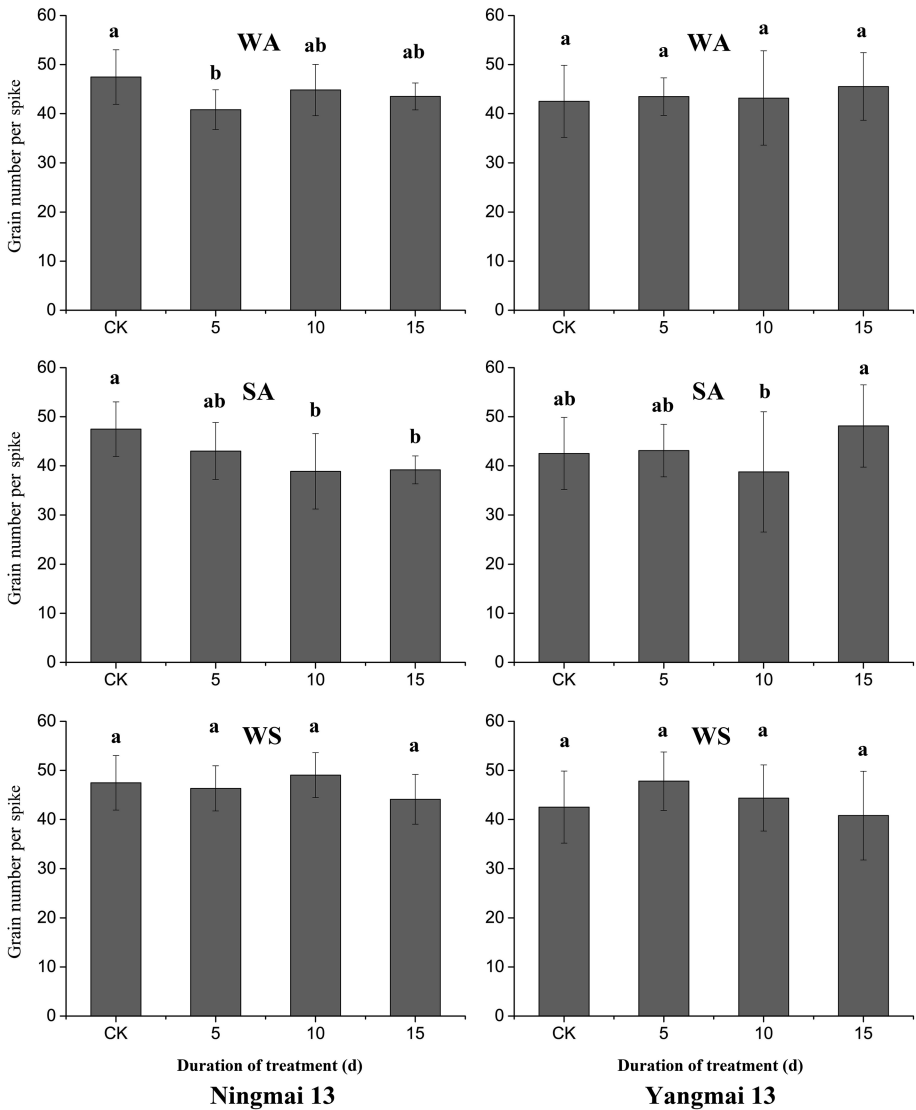 60
50
40
30
20
10
0
Grain number per spike
WA
a
b
ab
ab
CK 5 10 15
60
50
40
30
20
10
0
WA
a
a
a
a
CK 5 10 15
60
50
40
30
20
10
0
Grain number per spike
SA
a
ab
b
b
CK 5 10 15
60
50
40
30
20
10
0
SA
ab
ab
b
a
CK 5 10 15
60
50
40
30
20
10
0
Grain number per spike
WS
a
a
a
a
CK 5 10 15
Duration of treatment (d)
Ningmai 13
60
50
40
30
20
10
0
WS
a
a
a
a
CK 5 10 15
Duration of treatment (d)
Yangmai 13